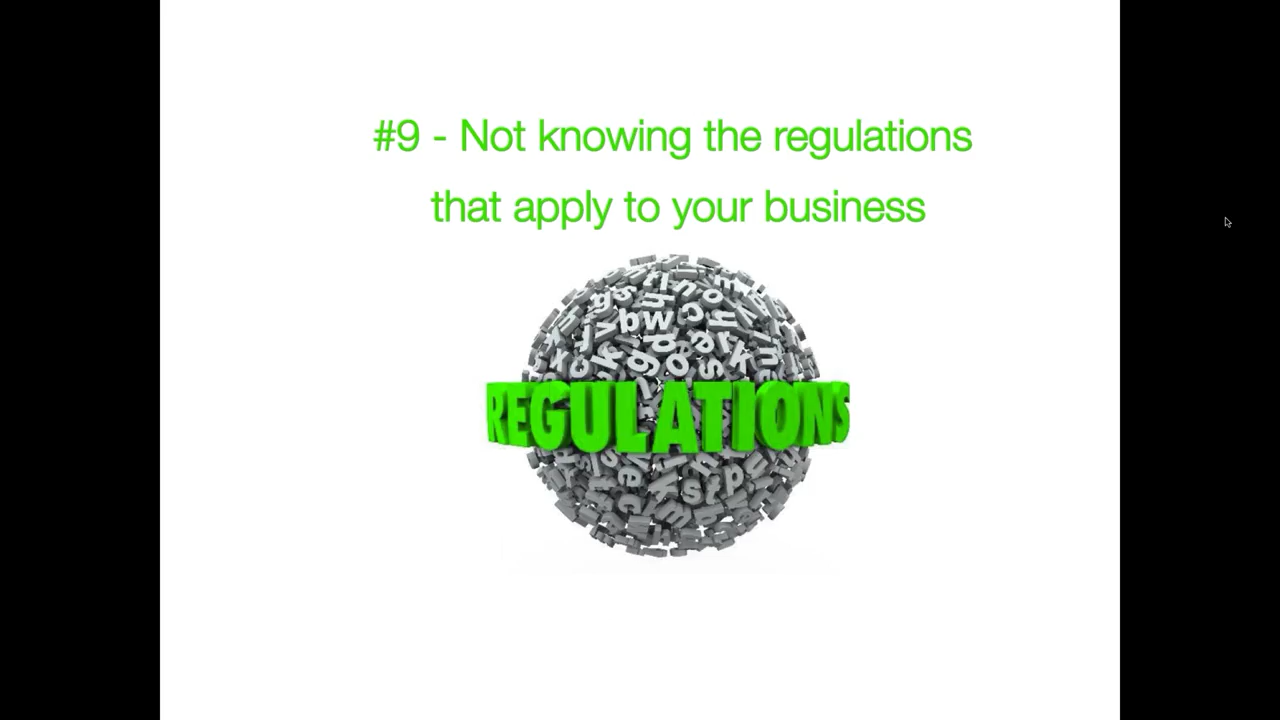 #9 - Not knowing the regulations
that apply to your business
REGULATIONS